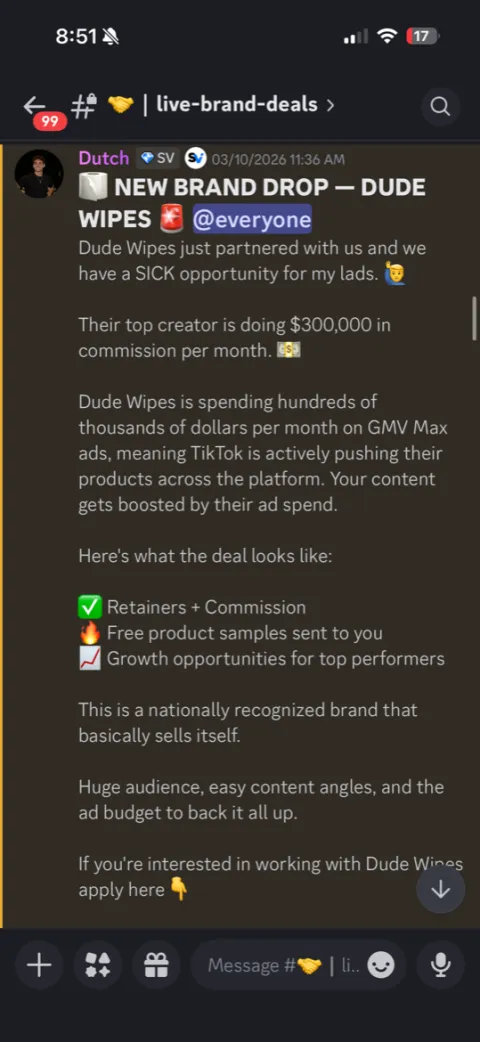 8:51
17
99
# 🤝 | live-brand-deals >
Dutch 💎 SV SV 03/10/2026 11:36 AM
🧻 NEW BRAND DROP — DUDE
WIPES 🚨 @everyone
Dude Wipes just partnered with us and we
have a SICK opportunity for my lads. 🙋‍♂️
Their top creator is doing $300,000 in
commission per month. 💵
Dude Wipes is spending hundreds of
thousands of dollars per month on GMV Max
ads, meaning TikTok is actively pushing their
products across the platform. Your content
gets boosted by their ad spend.
Here's what the deal looks like:
✅ Retainers + Commission
🔥 Free product samples sent to you
📈 Growth opportunities for top performers
This is a nationally recognized brand that
basically sells itself.
Huge audience, easy content angles, and the
ad budget to back it all up.
If you're interested in working with Dude Wipes
apply here 👇
Message #🤝 | li..